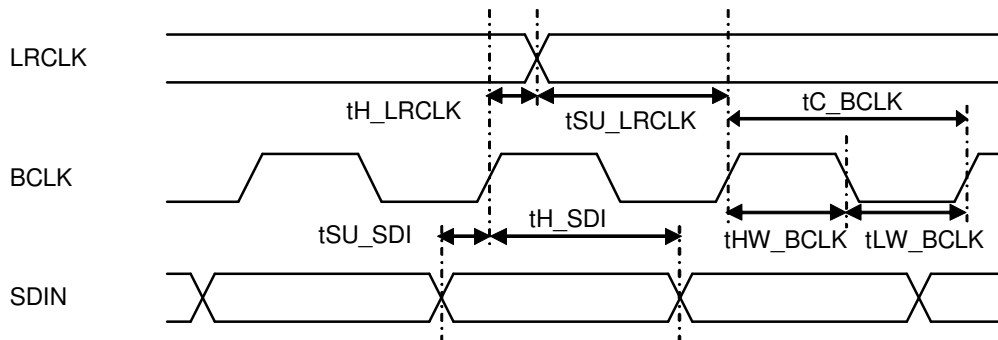 LRCLK
tH_LRCLK
tSU_LRCLK
tC_BCLK
BCLK
tSU_SDI
tH_SDI
tHW_BCLK
tLW_BCLK
SDIN